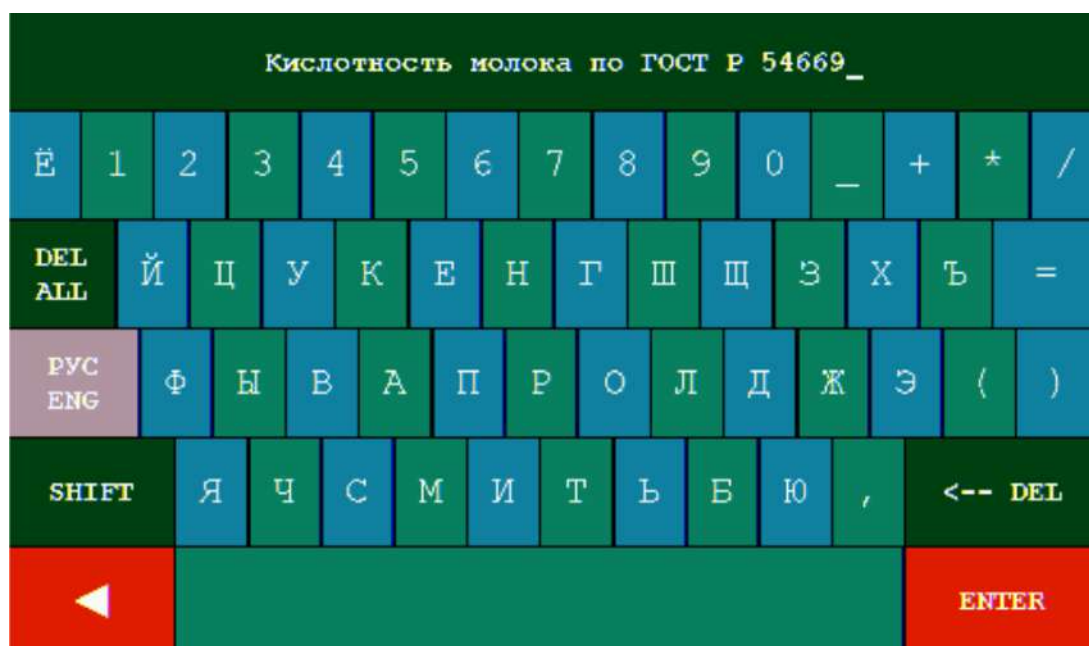 Кислотность молока по ГОСТ Р 54669_
Ё 1 2 3 4 5 6 7 8 9 0 _ + * /
DEL ALL Й Ц У К Е Н Г Ш Щ З Х Ъ =
РУС ENG Ф Ы В А П Р О Л Д Ж Э ( )
SHIFT Я Ч С М И Т Ь Б Ю , <-- DEL
ENTER